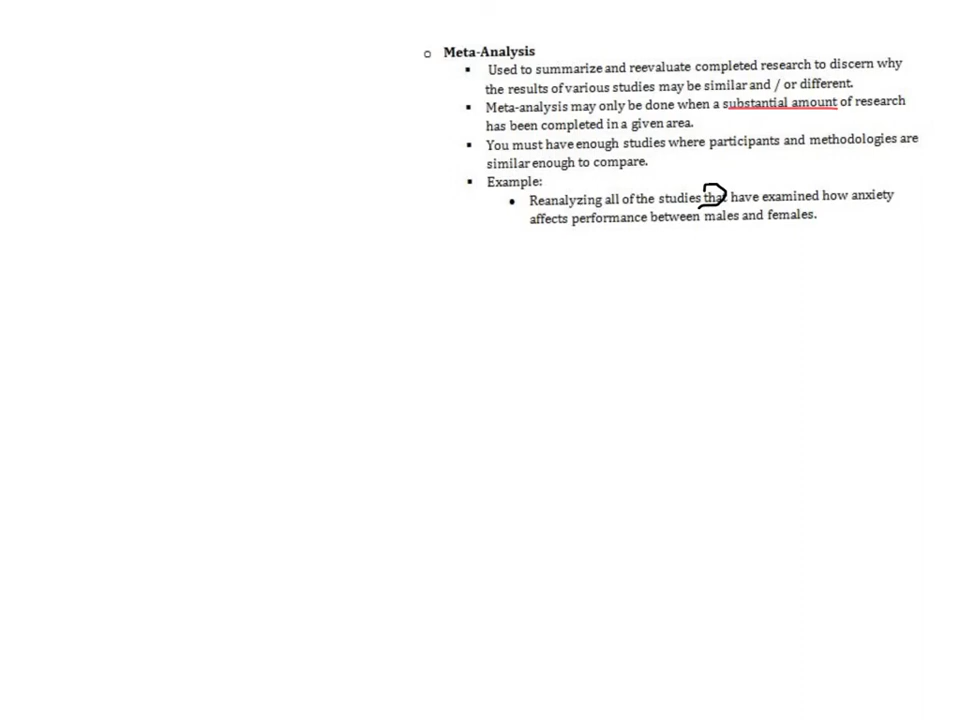 o Meta-Analysis
▪ Used to summarize and reevaluate completed research to discern why
the results of various studies may be similar and / or different.
▪ Meta-analysis may only be done when a substantial amount of research
has been completed in a given area.
▪ You must have enough studies where participants and methodologies are
similar enough to compare.
▪ Example:
• Reanalyzing all of the studies that have examined how anxiety
affects performance between males and females.